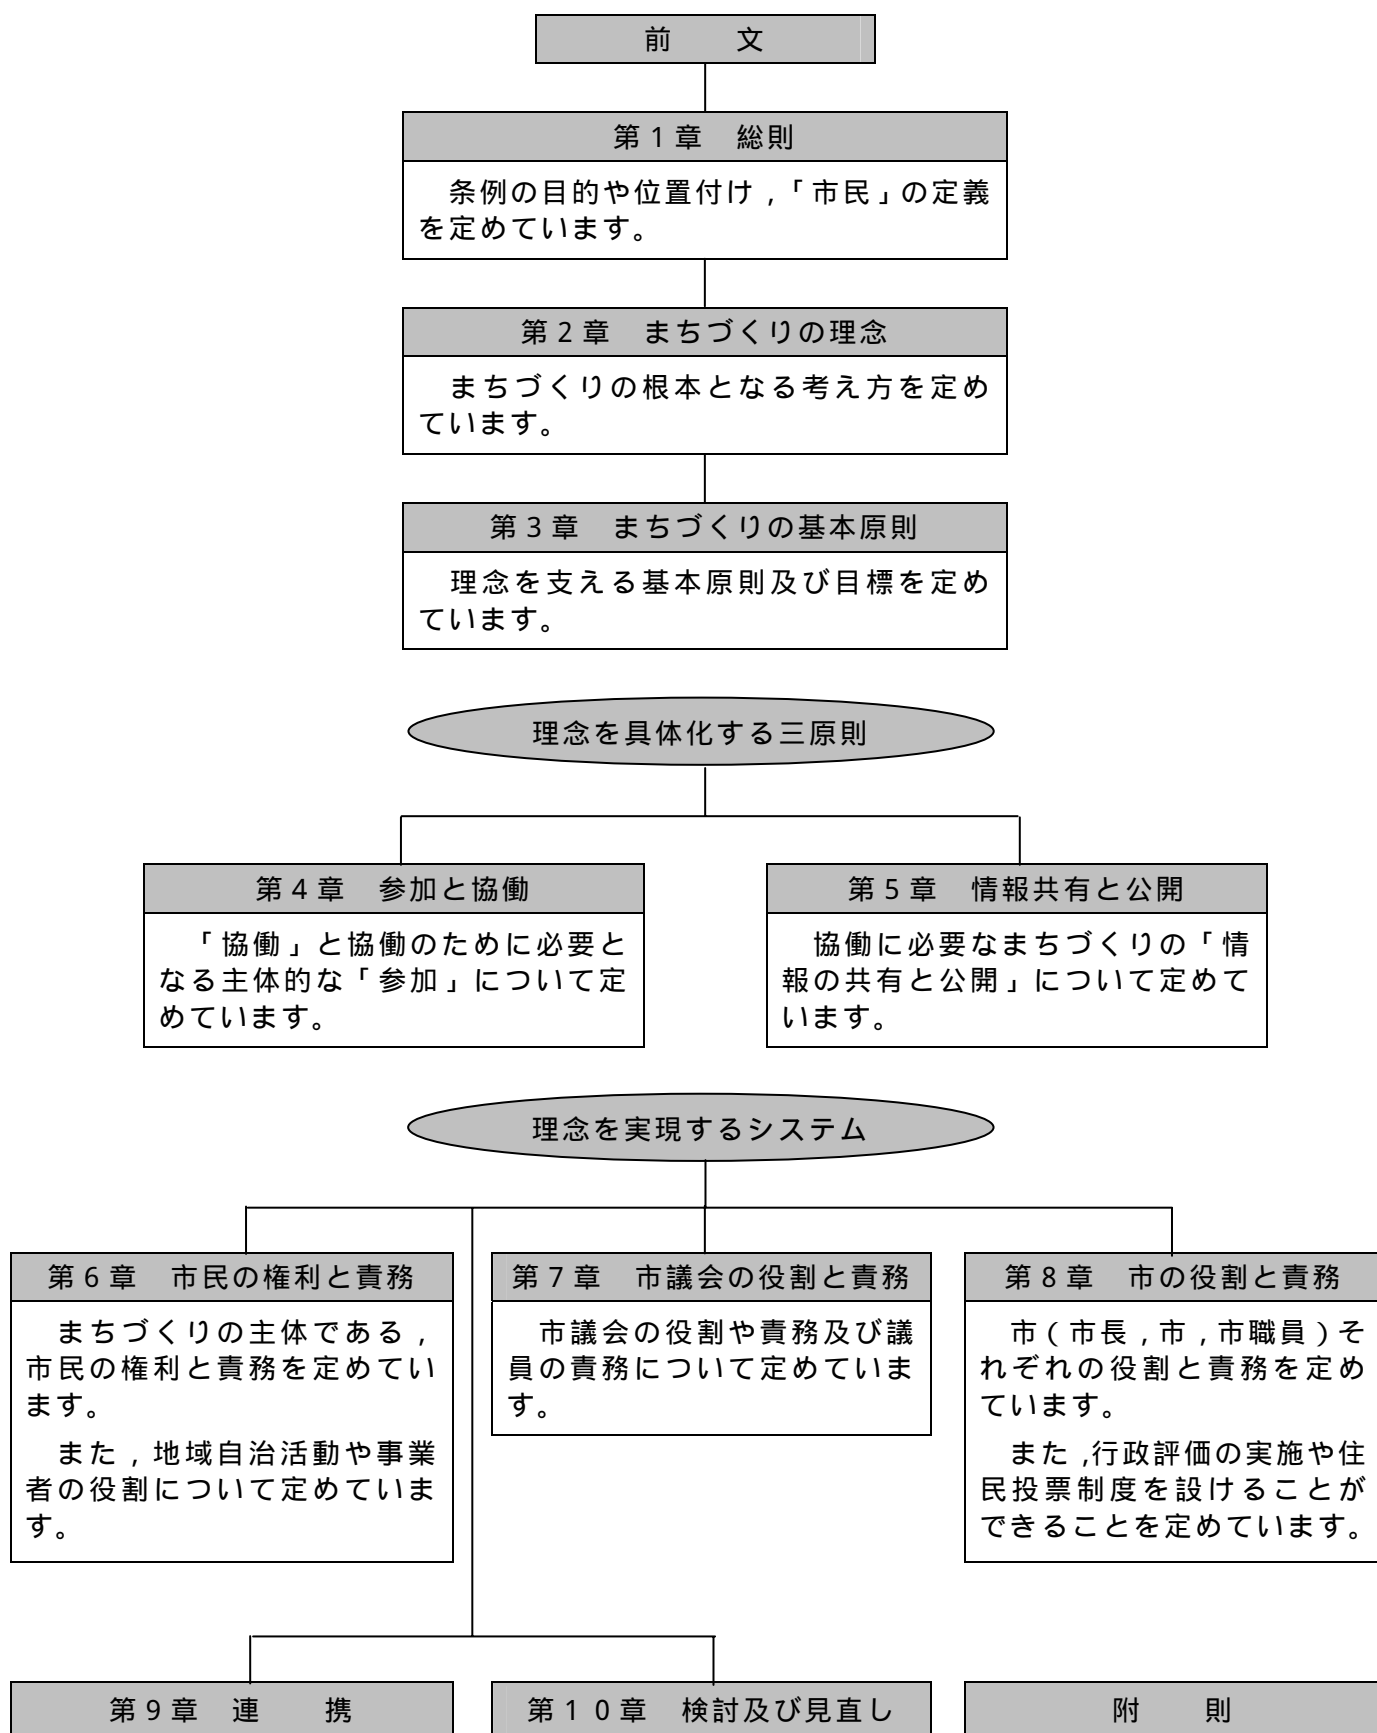 前　　文
第１章　総則
　条例の目的や位置付け，「市民」の定義
を定めています。
第２章　まちづくりの理念
　まちづくりの根本となる考え方を定め
ています。
第３章　まちづくりの基本原則
　理念を支える基本原則及び目標を定め
ています。
理念を具体化する三原則
第４章　参加と協働
　「協働」と協働のために必要と
なる主体的な「参加」について定
めています。
第５章　情報共有と公開
　協働に必要なまちづくりの「情
報の共有と公開」について定めて
います。
理念を実現するシステム
第６章　市民の権利と責務
　まちづくりの主体である，
市民の権利と責務を定めてい
ます。
　また，地域自治活動や事業
者の役割について定めていま
す。
第７章　市議会の役割と責務
　市議会の役割や責務及び議
員の責務について定めていま
す。
第８章　市の役割と責務
　市（市長，市，市職員）そ
れぞれの役割と責務を定め
ています。
　また，行政評価の実施や住
民投票制度を設けることが
できることを定めています。
第９章　連　　携
第１０章　検討及び見直し
附　　則